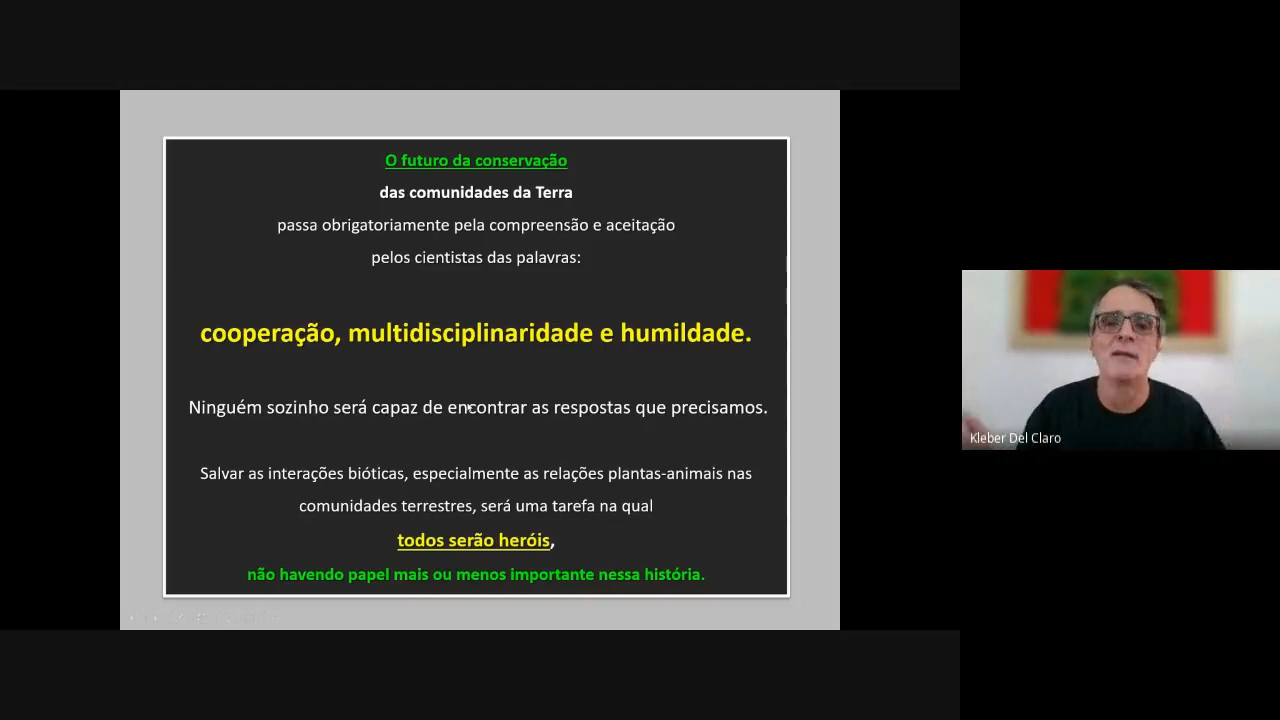 O futuro da conservação
das comunidades da Terra
passa obrigatoriamente pela compreensão e aceitação
pelos cientistas das palavras:
cooperação, multidisciplinaridade e humildade.
Ninguém sozinho será capaz de encontrar as respostas que precisamos.
Salvar as interações bióticas, especialmente as relações plantas-animais nas
comunidades terrestres, será uma tarefa na qual
todos serão heróis,
não havendo papel mais ou menos importante nessa história.
Kleber Del Claro